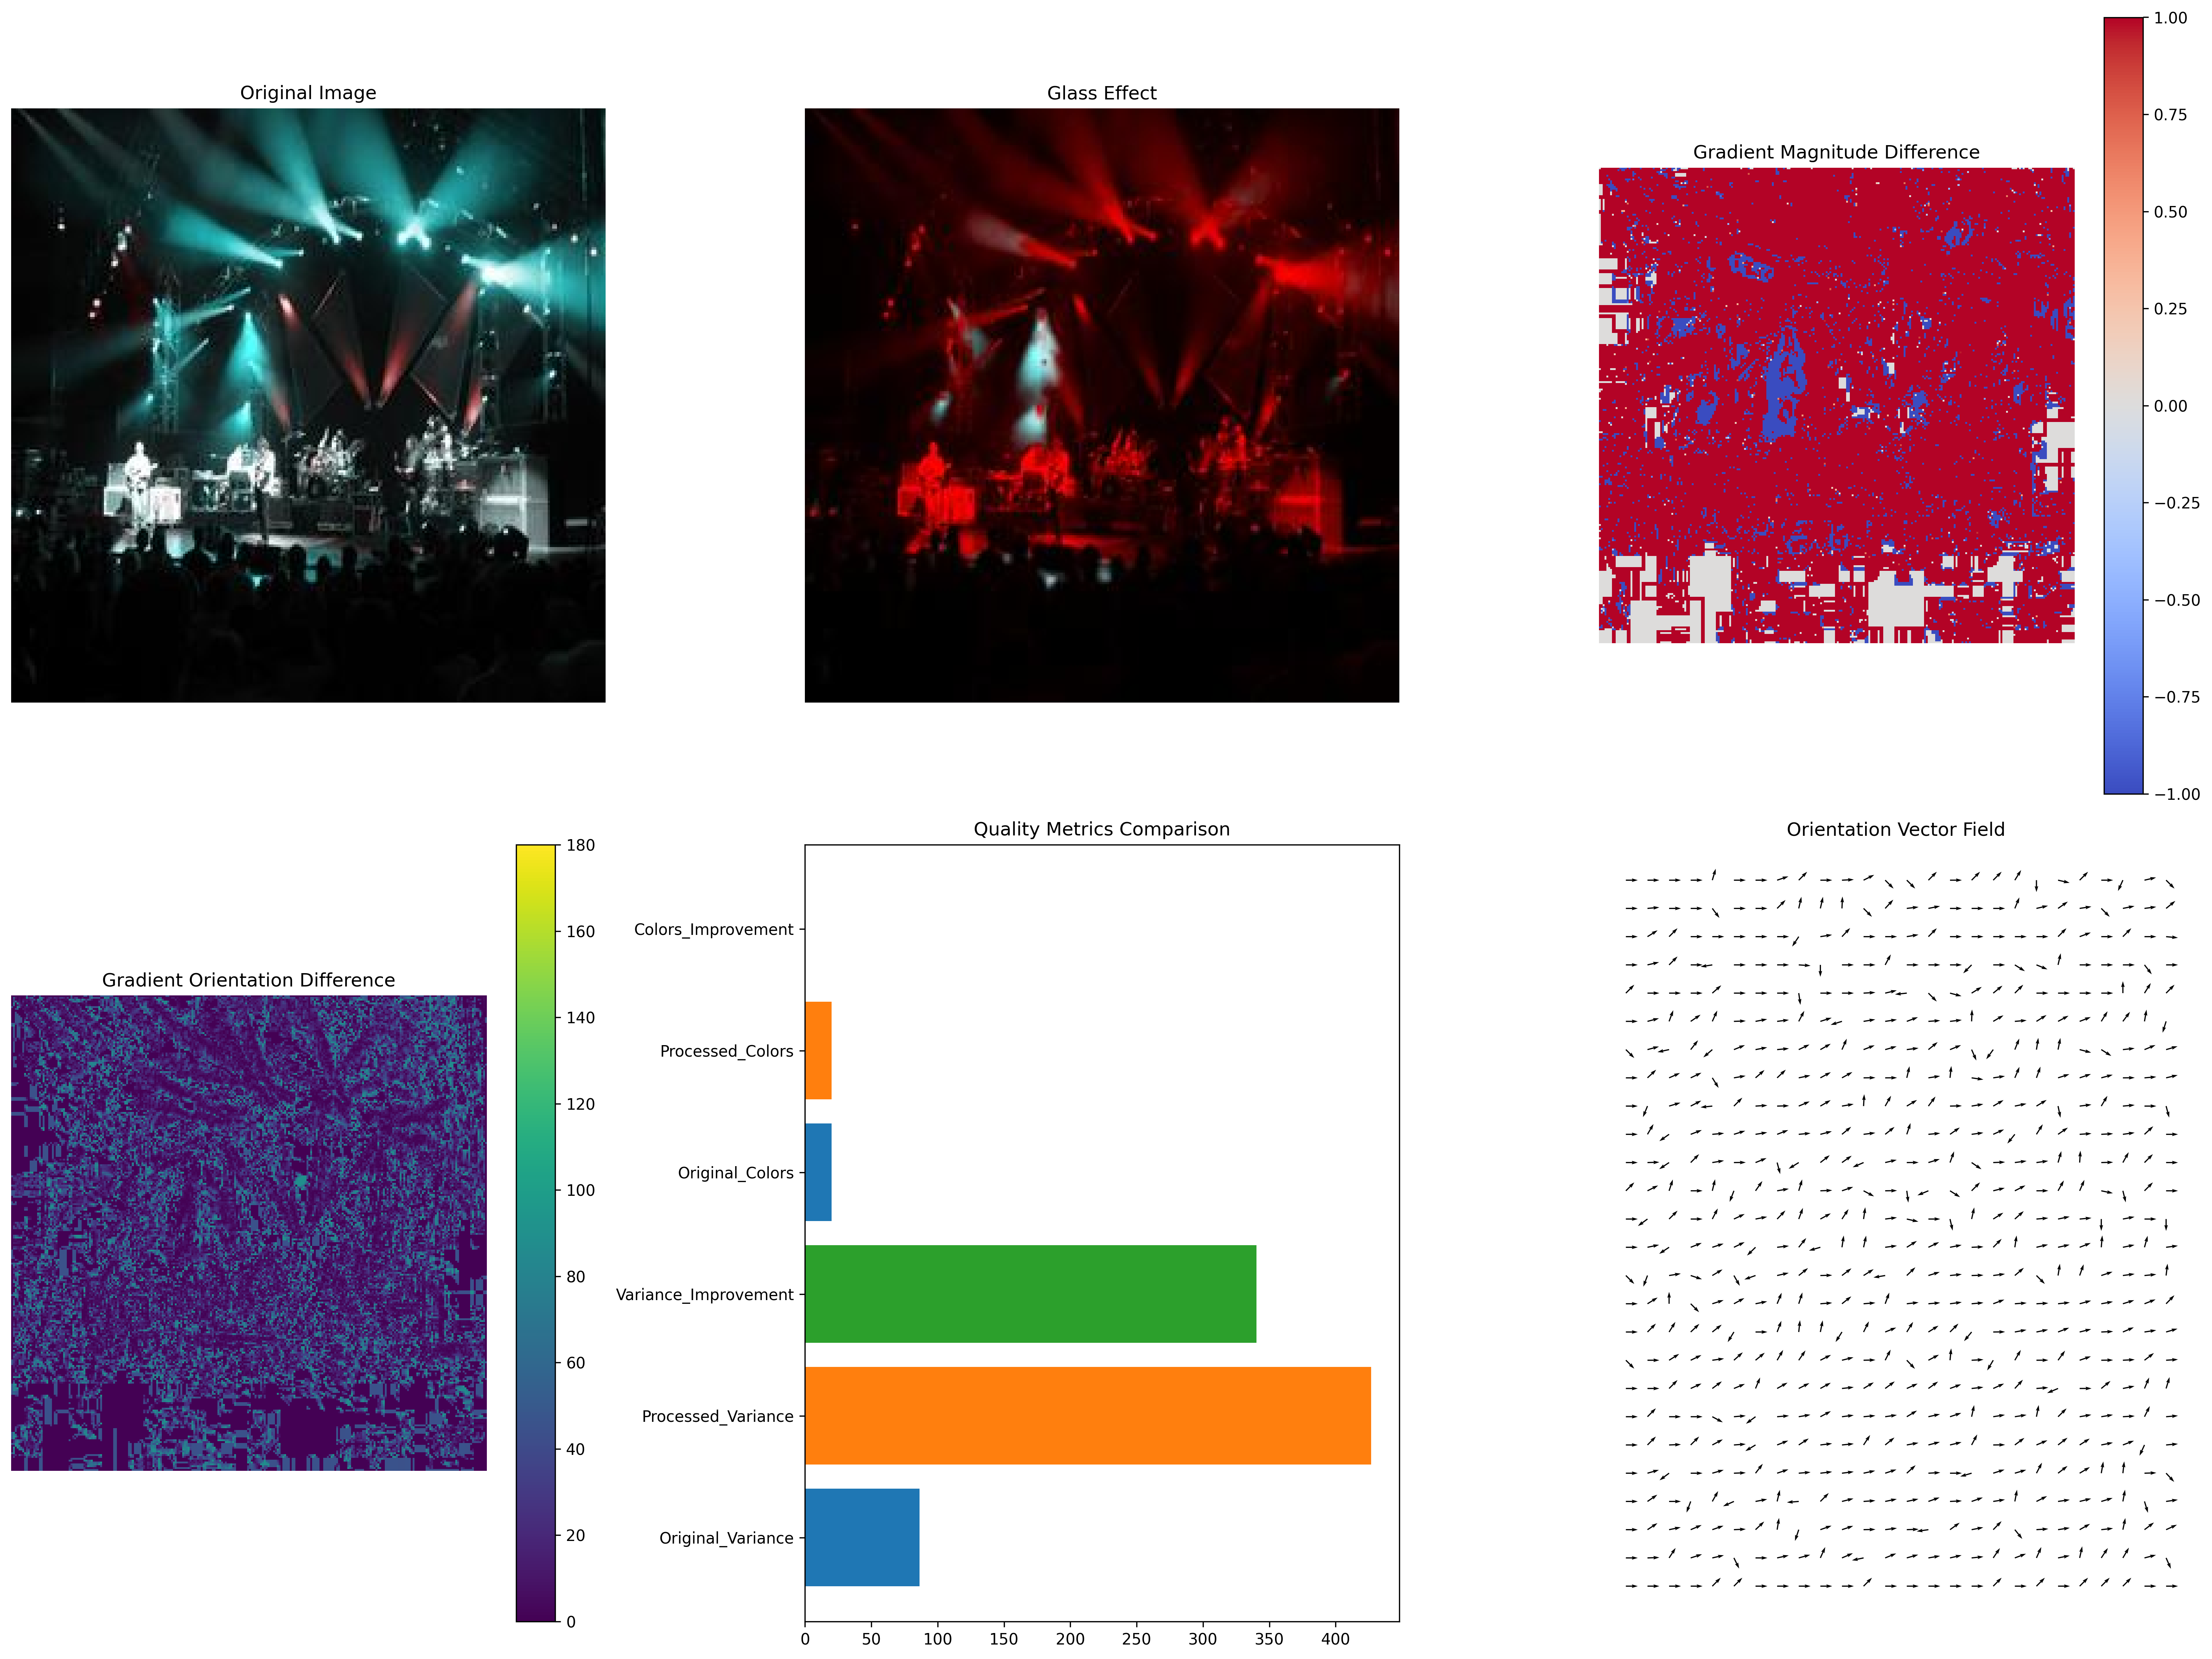 Original Image
Glass Effect
Gradient Magnitude Difference
1.00
0.75
0.50
0.25
0.00
−0.25
−0.50
−0.75
−1.00
Gradient Orientation Difference
180
160
140
120
100
80
60
40
20
0
Quality Metrics Comparison
Colors_Improvement
Processed_Colors
Original_Colors
Variance_Improvement
Processed_Variance
Original_Variance
0 50 100 150 200 250 300 350 400
Orientation Vector Field